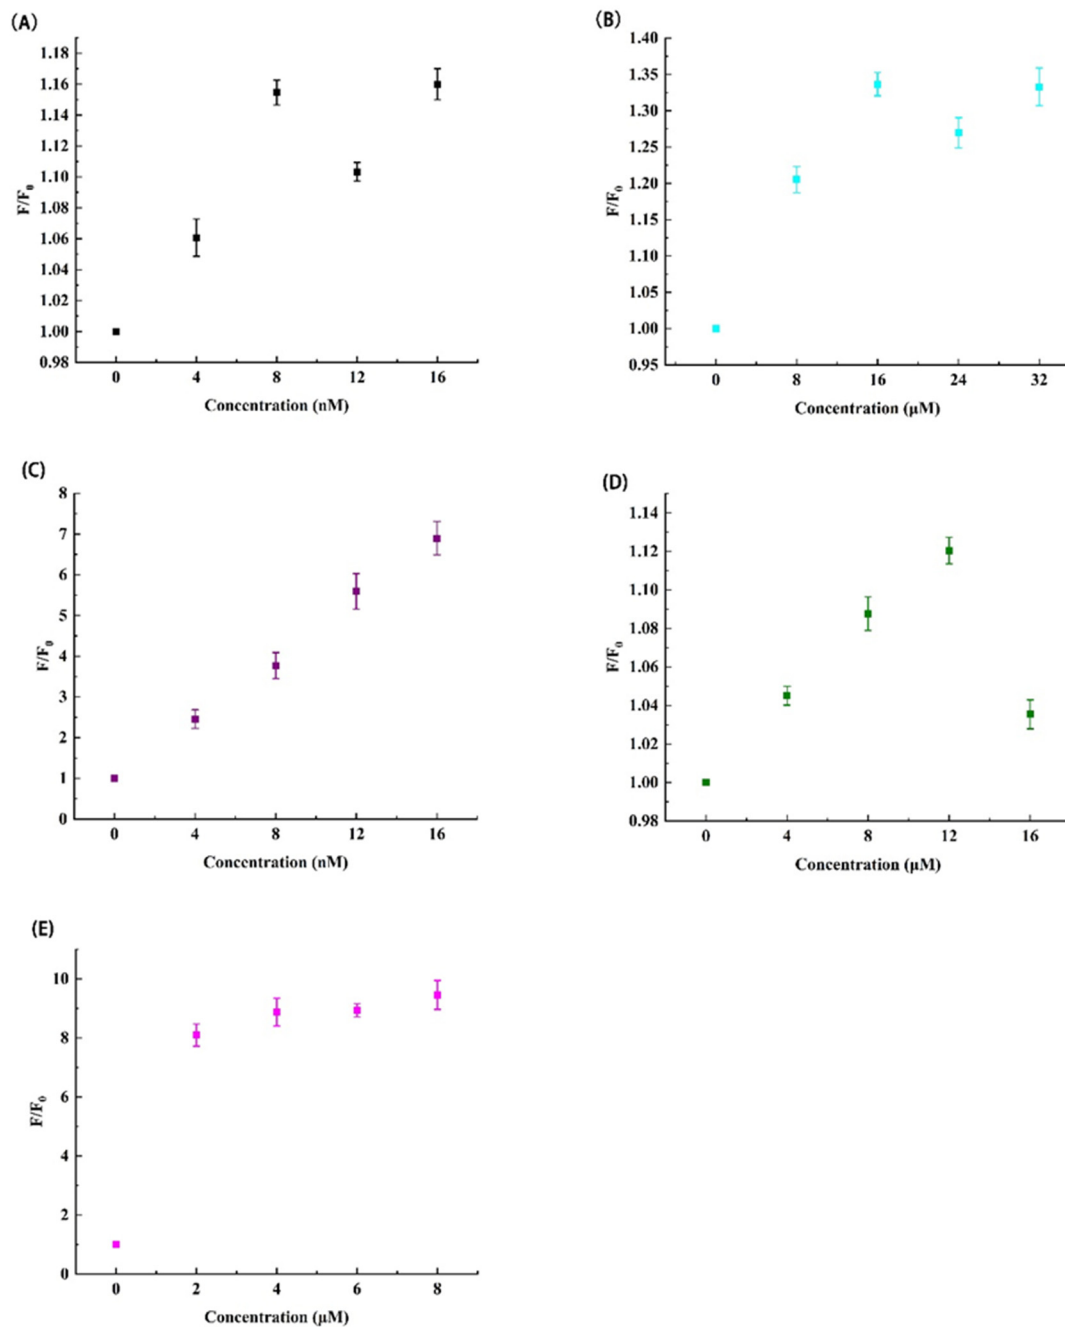 (A)
1.18
1.16
1.14
1.12
1.10
1.08
1.06
1.04
1.02
1.00
0.98
F/F₀
0 4 8 12 16
Concentration (nM)
(B)
1.40
1.35
1.30
1.25
1.20
1.15
1.10
1.05
1.00
0.95
F/F₀
0 8 16 24 32
Concentration (μM)
(C)
8
7
6
5
4
3
2
1
0
F/F₀
0 4 8 12 16
Concentration (nM)
(D)
1.14
1.12
1.10
1.08
1.06
1.04
1.02
1.00
0.98
F/F₀
0 4 8 12 16
Concentration (μM)
(E)
10
8
6
4
2
0
F/F₀
0 2 4 6 8
Concentration (μM)